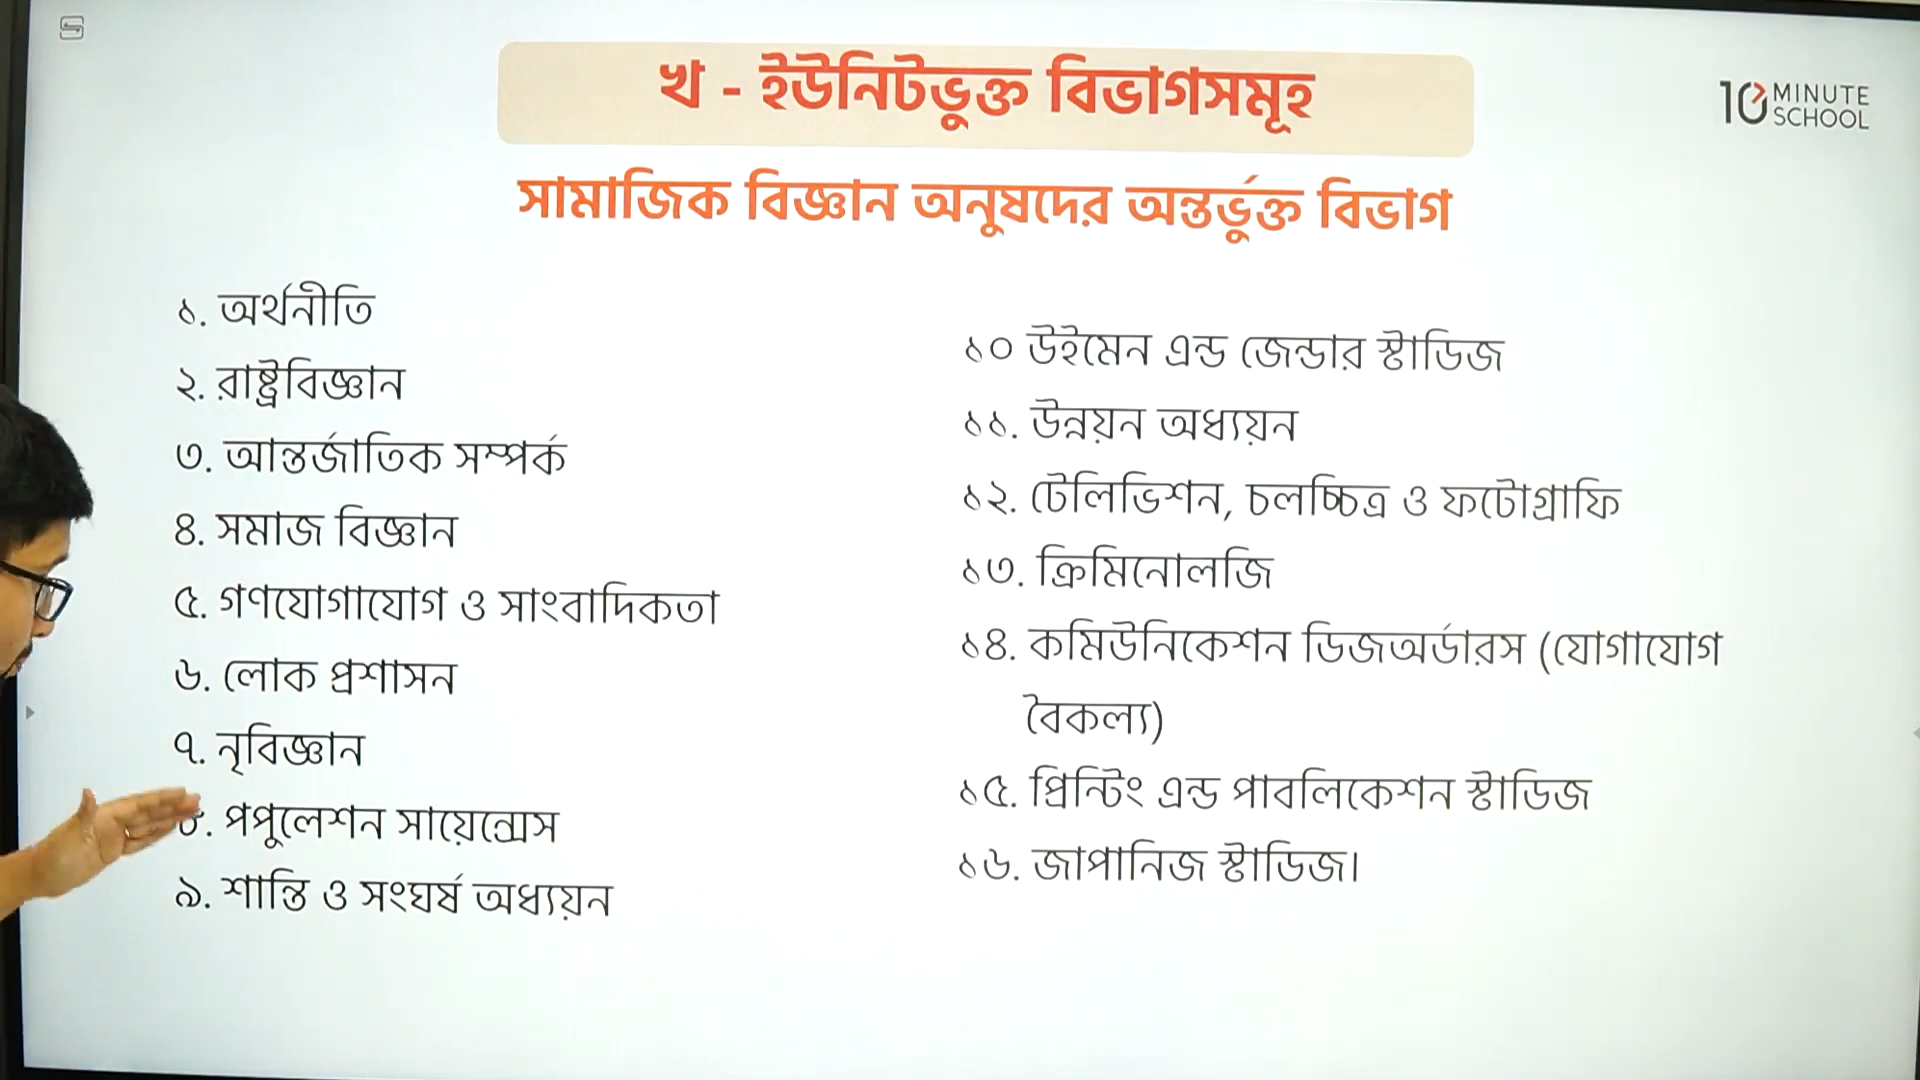 খ - ইউনিটভুক্ত বিভাগসমূহ
10 MINUTE
SCHOOL
সামাজিক বিজ্ঞান অনুষদের অন্তর্ভুক্ত বিভাগ
১. অর্থনীতি
২. রাষ্ট্রবিজ্ঞান
৩. আন্তর্জাতিক সম্পর্ক
৪. সমাজ বিজ্ঞান
৫. গণযোগাযোগ ও সাংবাদিকতা
৬. লোক প্রশাসন
৭. নৃবিজ্ঞান
৮. পপুলেশন সায়েন্সেস
৯. শান্তি ও সংঘর্ষ অধ্যয়ন
১০ উইমেন এন্ড জেন্ডার স্টাডিজ
১১. উন্নয়ন অধ্যয়ন
১২. টেলিভিশন, চলচ্চিত্র ও ফটোগ্রাফি
১৩. ক্রিমিনোলজি
১৪. কমিউনিকেশন ডিজঅর্ডারস (যোগাযোগ
বৈকল্য)
১৫. প্রিন্টিং এন্ড পাবলিকেশন স্টাডিজ
১৬. জাপানিজ স্টাডিজ।